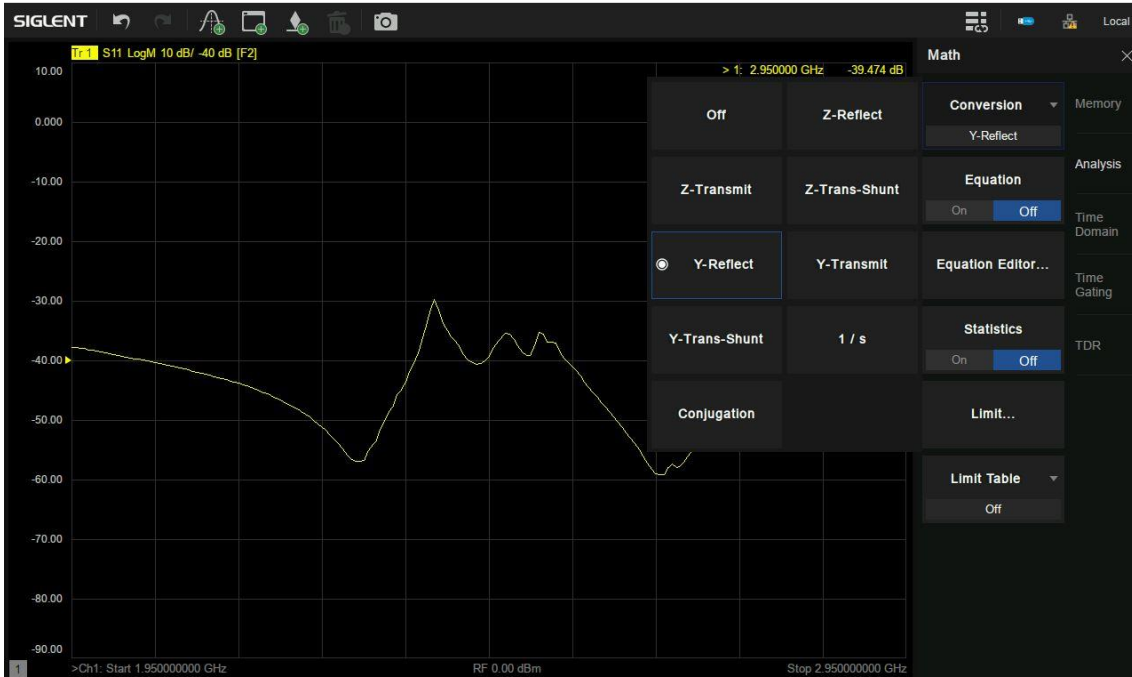 SIGLENT
Local
Tr 1 S11 LogM 10 dB/ -40 dB [F2]
> 1: 2.950000 GHz -39.474 dB
10.00
0.000
-10.00
-20.00
-30.00
-40.00
-50.00
-60.00
-70.00
-80.00
-90.00
Off
Z-Reflect
Z-Transmit
Z-Trans-Shunt
Y-Reflect
Y-Transmit
Y-Trans-Shunt
1 / s
Conjugation
Math
Conversion
Y-Reflect
Equation
On Off
Equation Editor...
Statistics
On Off
Limit...
Limit Table
Off
Memory
Analysis
Time
Domain
Time
Gating
TDR
1
>Ch1: Start 1.950000000 GHz
RF 0.00 dBm
Stop 2.950000000 GHz